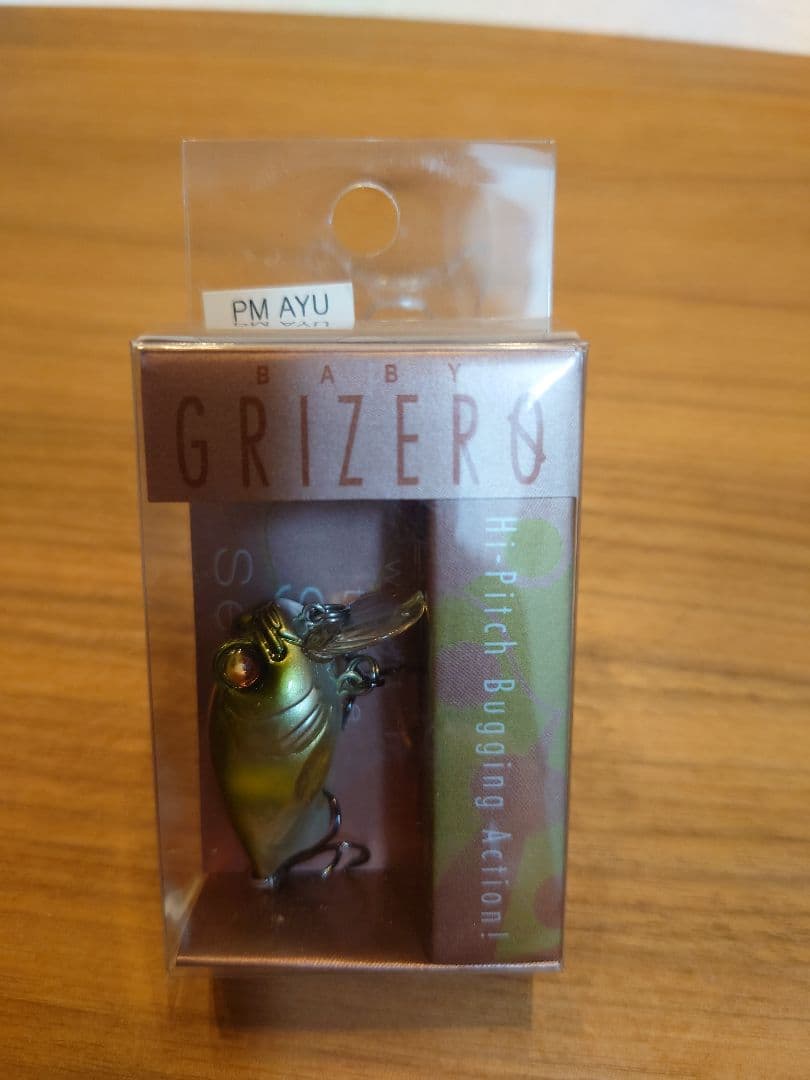 PM AYU
BABY
GRIZERO
Hi-Pitch Bugging Action!